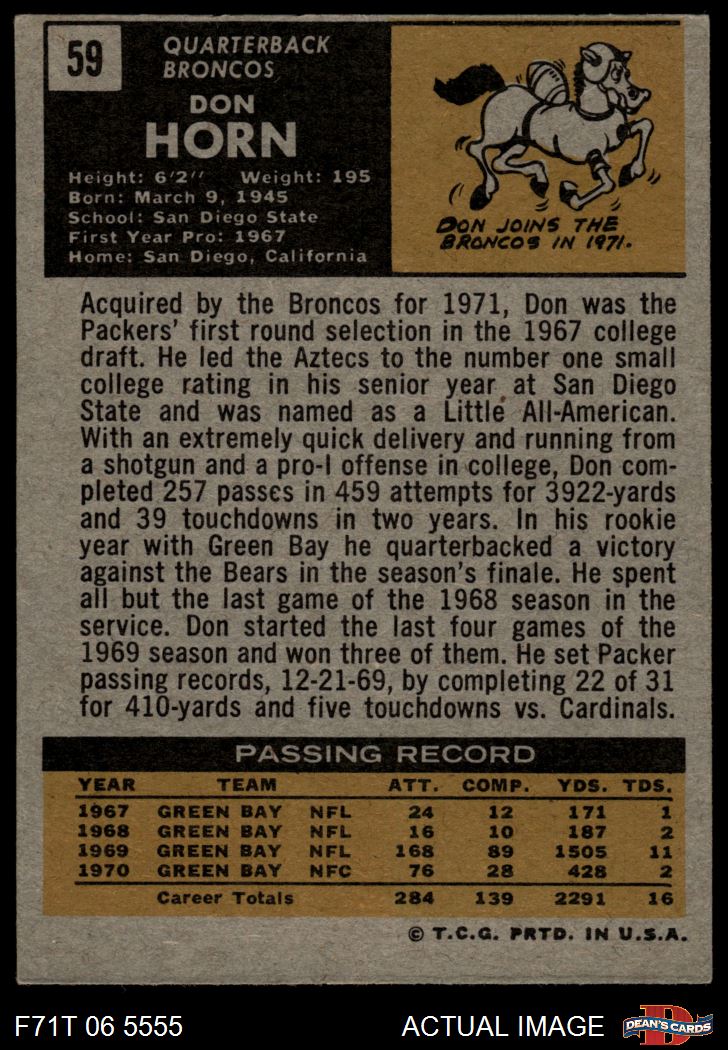 59
QUARTERBACK
BRONCOS
DON
HORN
Height: 6'2" Weight: 195
Born: March 9, 1945
School: San Diego State
First Year Pro: 1967
Home: San Diego, California
DON JOINS THE
BRONCOS IN 1971.
Acquired by the Broncos for 1971, Don was the
Packers' first round selection in the 1967 college
draft. He led the Aztecs to the number one small
college rating in his senior year at San Diego
State and was named as a Little All-American.
With an extremely quick delivery and running from
a shotgun and a pro-I offense in college, Don com-
pleted 257 passes in 459 attempts for 3922-yards
and 39 touchdowns in two years. In his rookie
year with Green Bay he quarterbacked a victory
against the Bears in the season's finale. He spent
all but the last game of the 1968 season in the
service. Don started the last four games of the
1969 season and won three of them. He set Packer
passing records, 12-21-69, by completing 22 of 31
for 410-yards and five touchdowns vs. Cardinals.
PASSING RECORD
YEAR TEAM ATT. COMP. YDS. TDS.
1967 GREEN BAY NFL 24 12 171 1
1968 GREEN BAY NFL 16 10 187 2
1969 GREEN BAY NFL 168 89 1505 11
1970 GREEN BAY NFC 76 28 428 2
Career Totals 284 139 2291 16
© T.C.G. PRTD. IN U.S.A.
F71T 06 5555 ACTUAL IMAGE D DEAN'S CARDS